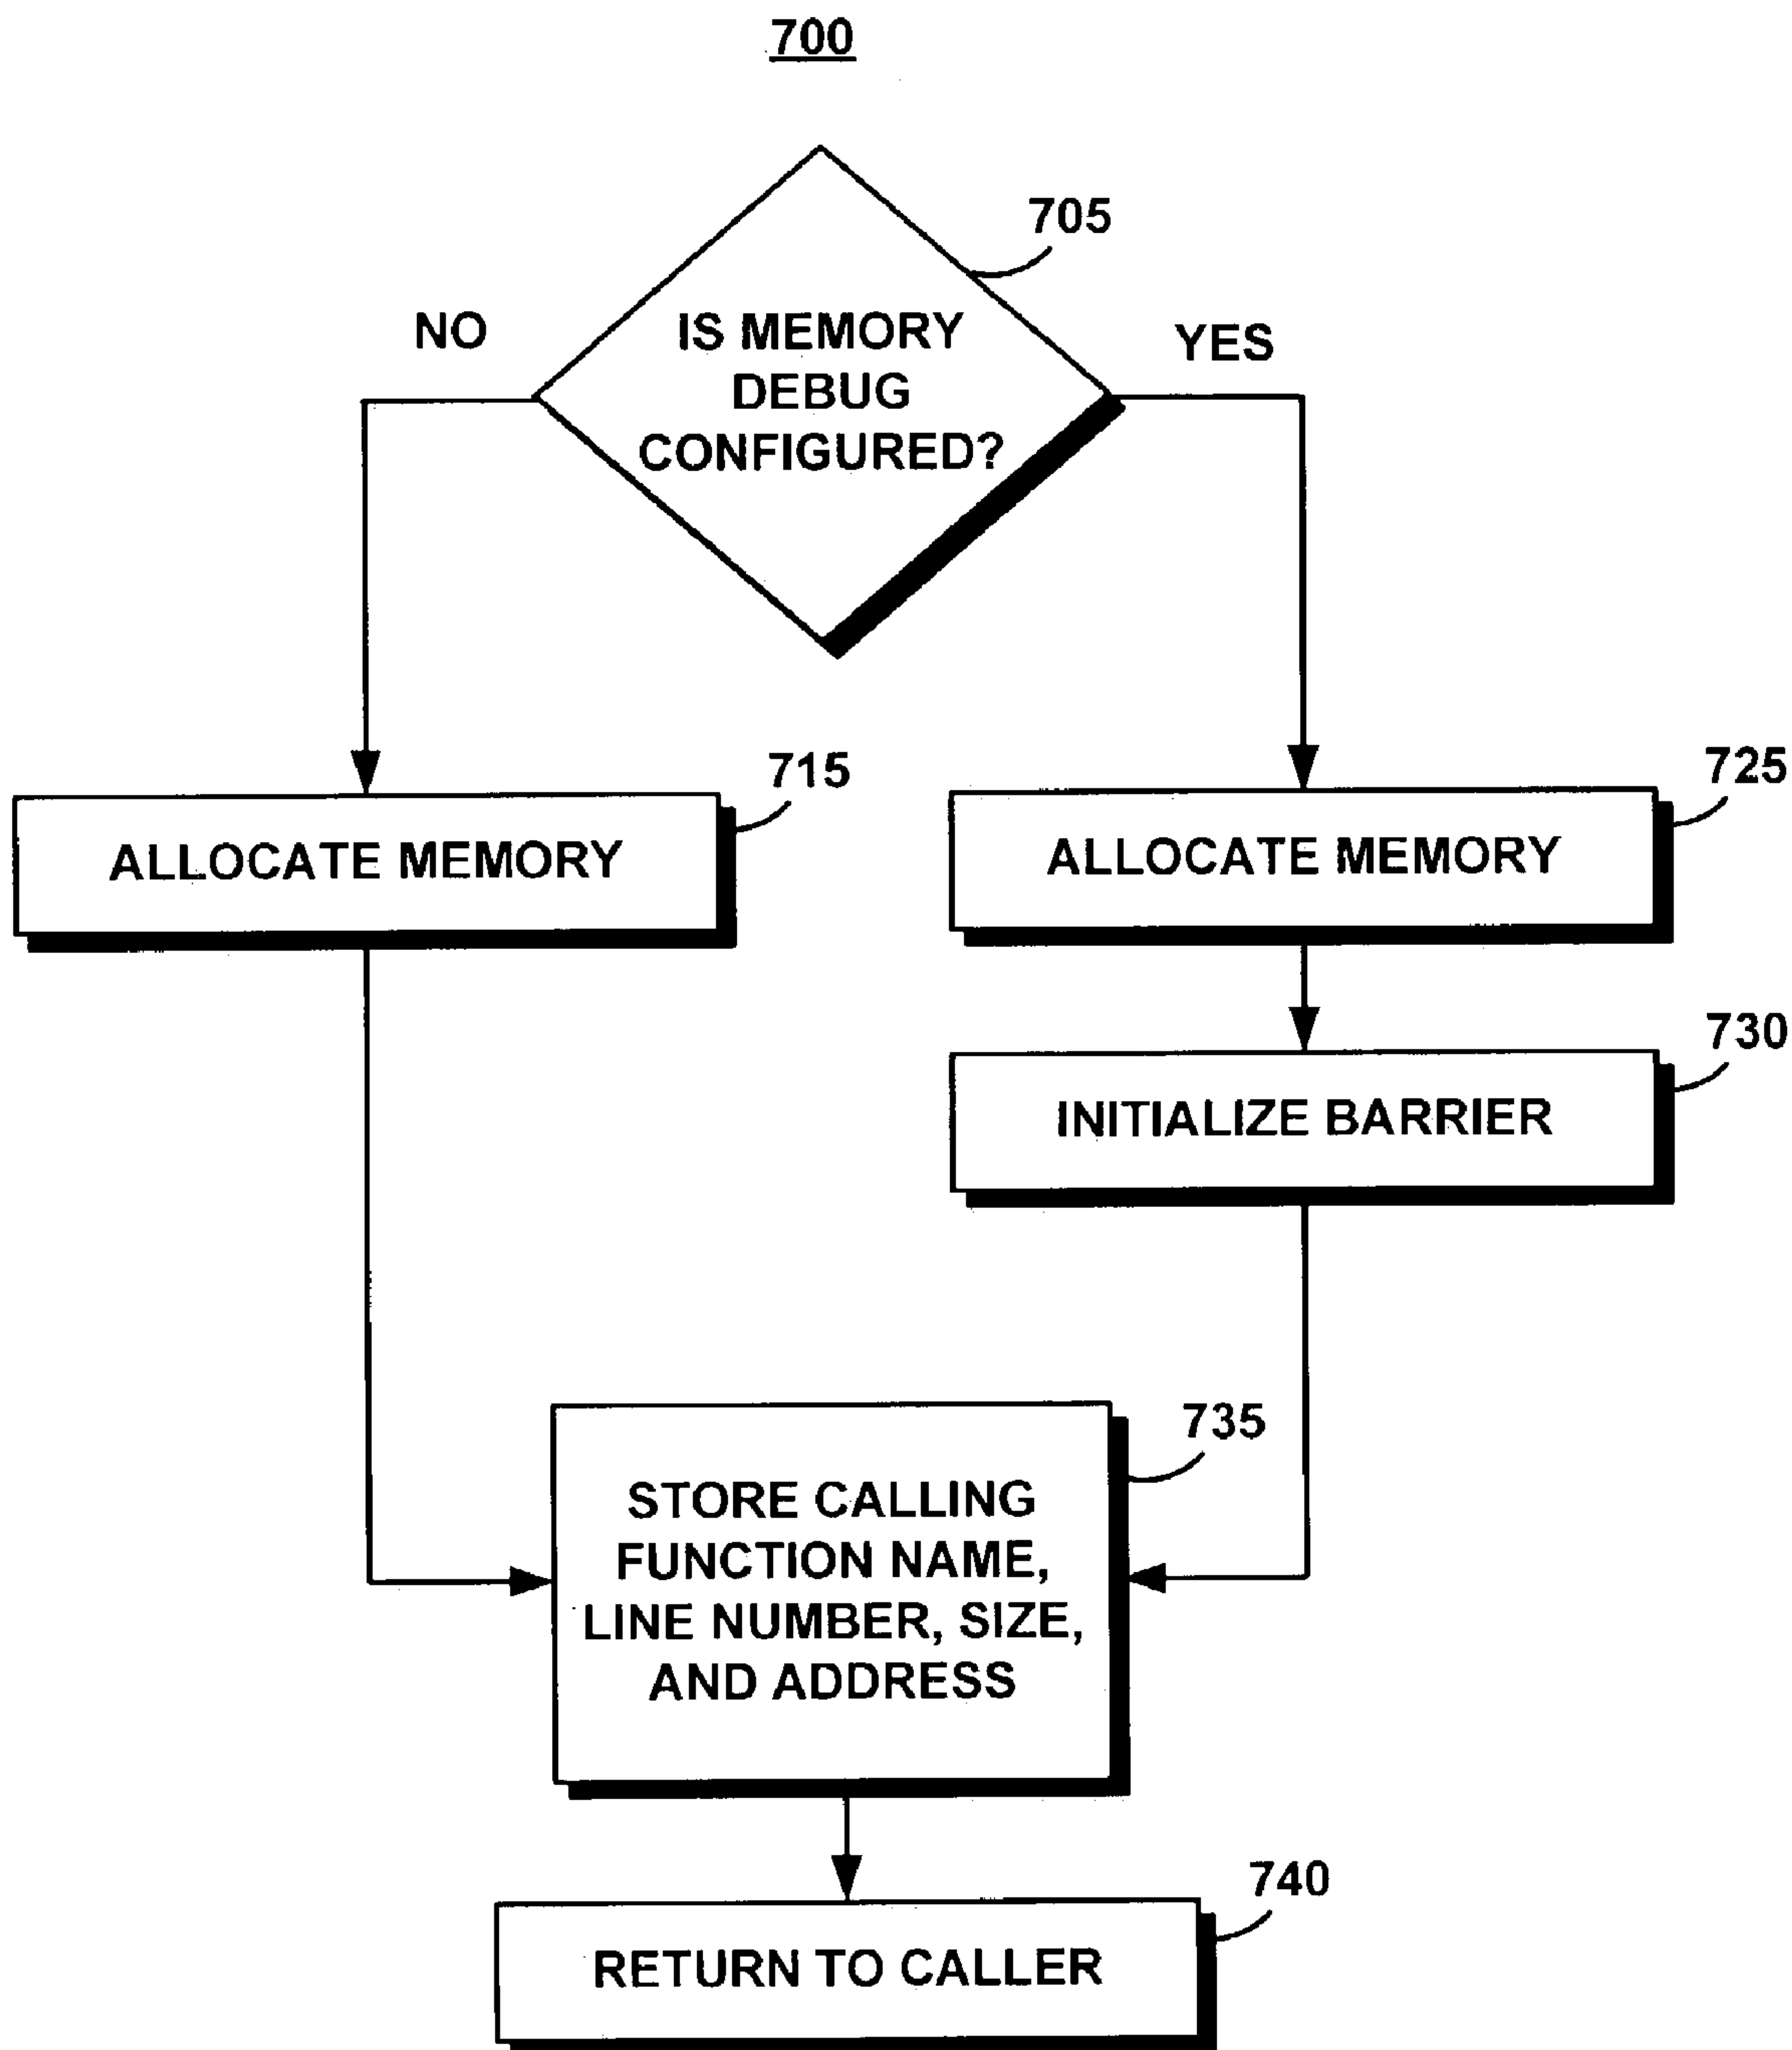 700
705
NO
IS MEMORY
DEBUG
CONFIGURED?
YES
715
ALLOCATE MEMORY
725
ALLOCATE MEMORY
730
INITIALIZE BARRIER
735
STORE CALLING
FUNCTION NAME,
LINE NUMBER, SIZE,
AND ADDRESS
740
RETURN TO CALLER